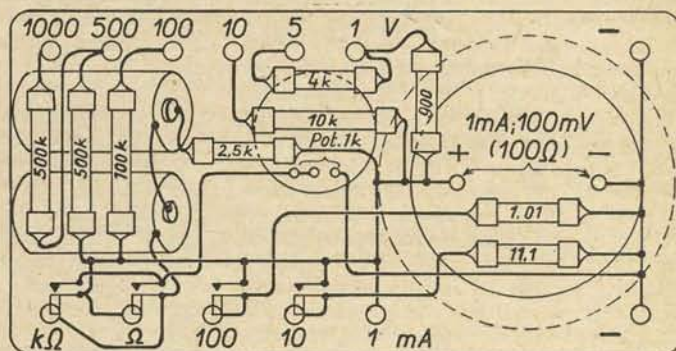 1000 500 100 10 5 1 V −
4k
900
10k
1mA; 100mV
(100Ω)
500k 500k 100k
2,5k
Pot. 1k
+ −
1.01
11.1
kΩ Ω 100 10 1 mA −